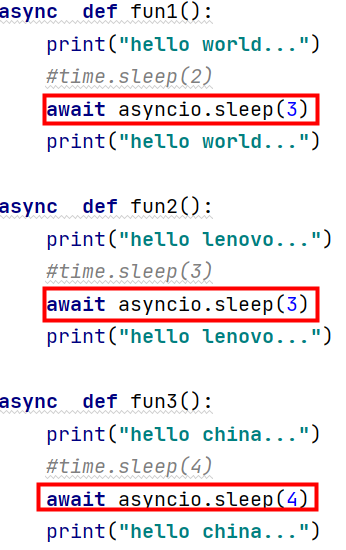 async  def fun1():
    print("hello world...")
    #time.sleep(2)
    await asyncio.sleep(3)
    print("hello world...")
async  def fun2():
    print("hello lenovo...")
    #time.sleep(3)
    await asyncio.sleep(3)
    print("hello lenovo...")
async  def fun3():
    print("hello china...")
    #time.sleep(4)
    await asyncio.sleep(4)
    print("hello china...")